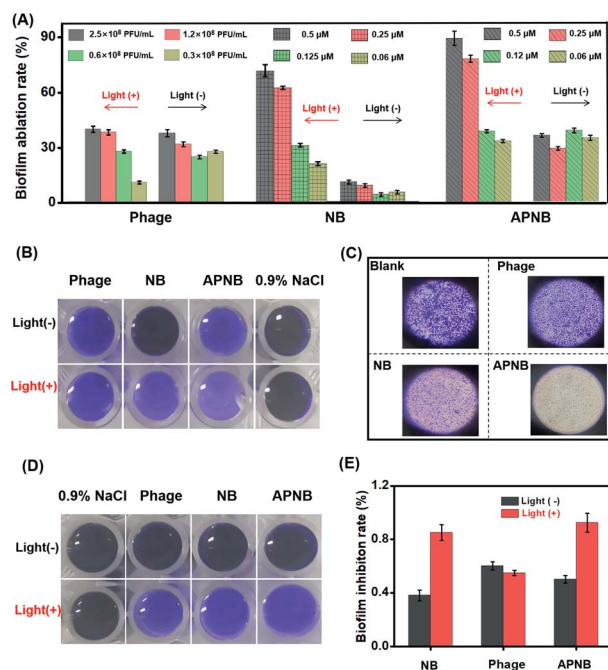 (A)
Biofilm ablation rate (%)
90
60
30
0
2.5×10⁸ PFU/mL
1.2×10⁸ PFU/mL
0.6×10⁸ PFU/mL
0.3×10⁸ PFU/mL
Light (+)
Light (-)
0.5 μM
0.25 μM
0.125 μM
0.06 μM
Light (+)
Light (-)
0.5 μM
0.25 μM
0.12 μM
0.06 μM
Light (+)
Light (-)
Phage
NB
APNB
(B)
Phage NB APNB 0.9% NaCl
Light(-)
Light(+)
(C)
Blank
Phage
NB
APNB
(D)
0.9% NaCl Phage NB APNB
Light(-)
Light(+)
(E)
Biofilm inhibiton rate (%)
1.2
0.8
0.4
0.0
Light (-)
Light (+)
NB
Phage
APNB